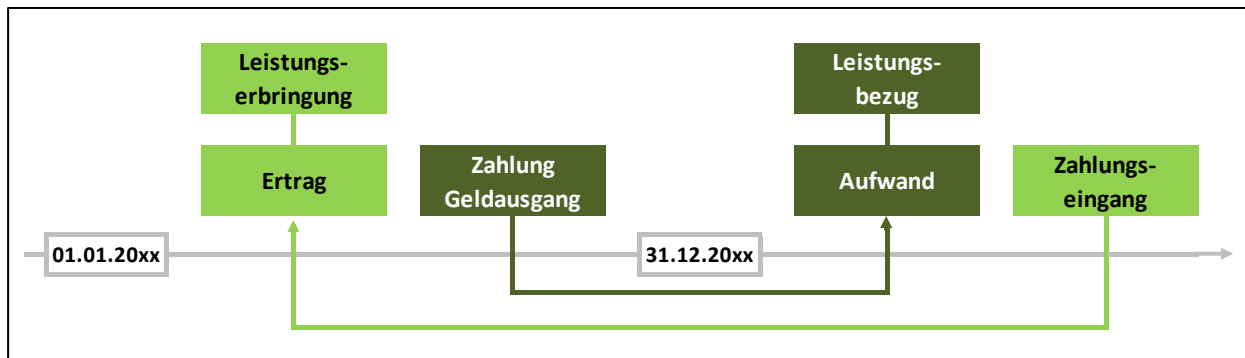 Leistungs-
erbringung
Leistungs-
bezug
Ertrag
Zahlung
Geldausgang
Aufwand
Zahlungs-
eingang
01.01.20xx
31.12.20xx